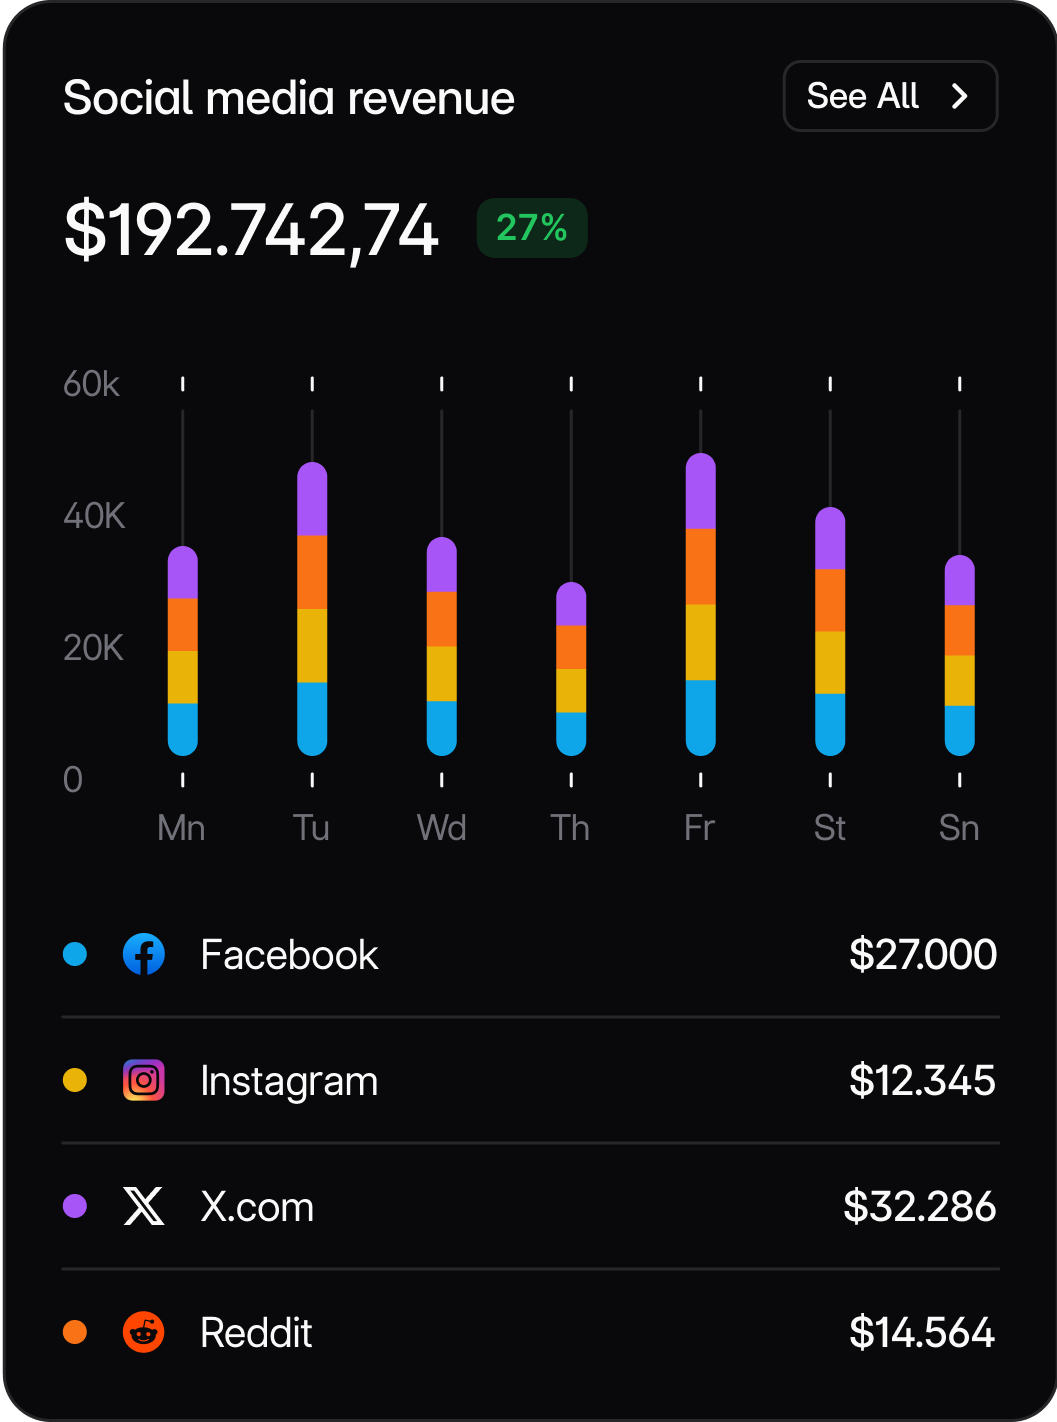 Social media revenue
See All
$192.742,74
27%
60k
40K
20K
0
Mn Tu Wd Th Fr St Sn
Facebook $27.000
Instagram $12.345
X.com $32.286
Reddit $14.564